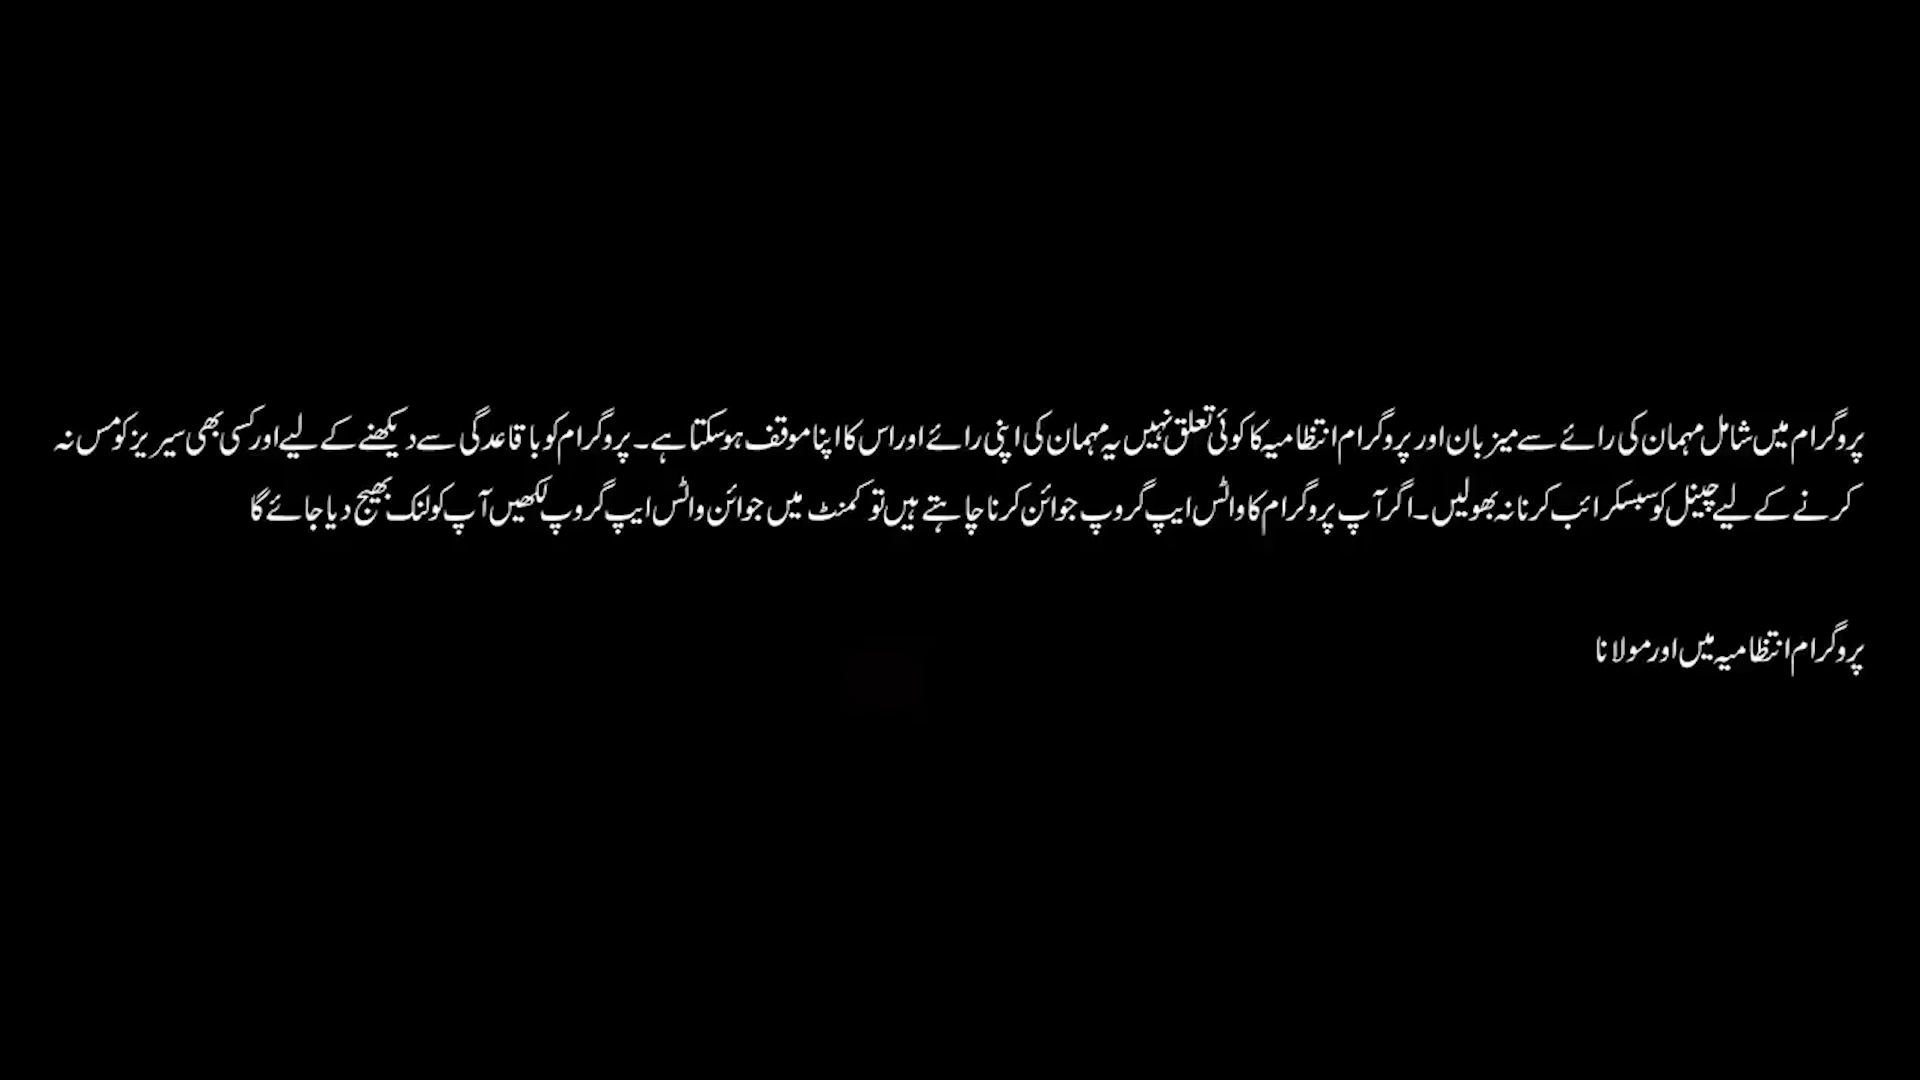 پروگرام میں شامل مہمان کی رائے سے میزبان اور پروگرام انتظامیہ کا کوئی تعلق نہیں یہ مہمان کی اپنی رائے اور اس کا اپنا موقف ہوسکتا ہے۔ پروگرام کو باقاعدگی سے دیکھنے کے لیے اور کسی بھی سیریز کو مس نہ
کرنے کے لیے چینل کو سبسکرائب کرنا نہ بھولیں۔ اگر آپ پروگرام کا واٹس ایپ گروپ جوائن کرنا چاہتے ہیں تو کمنٹ میں جوائن واٹس ایپ گروپ لکھیں آپ کو لنک بھیج دیا جائے گا
پروگرام انتظامیہ میں اور مولانا